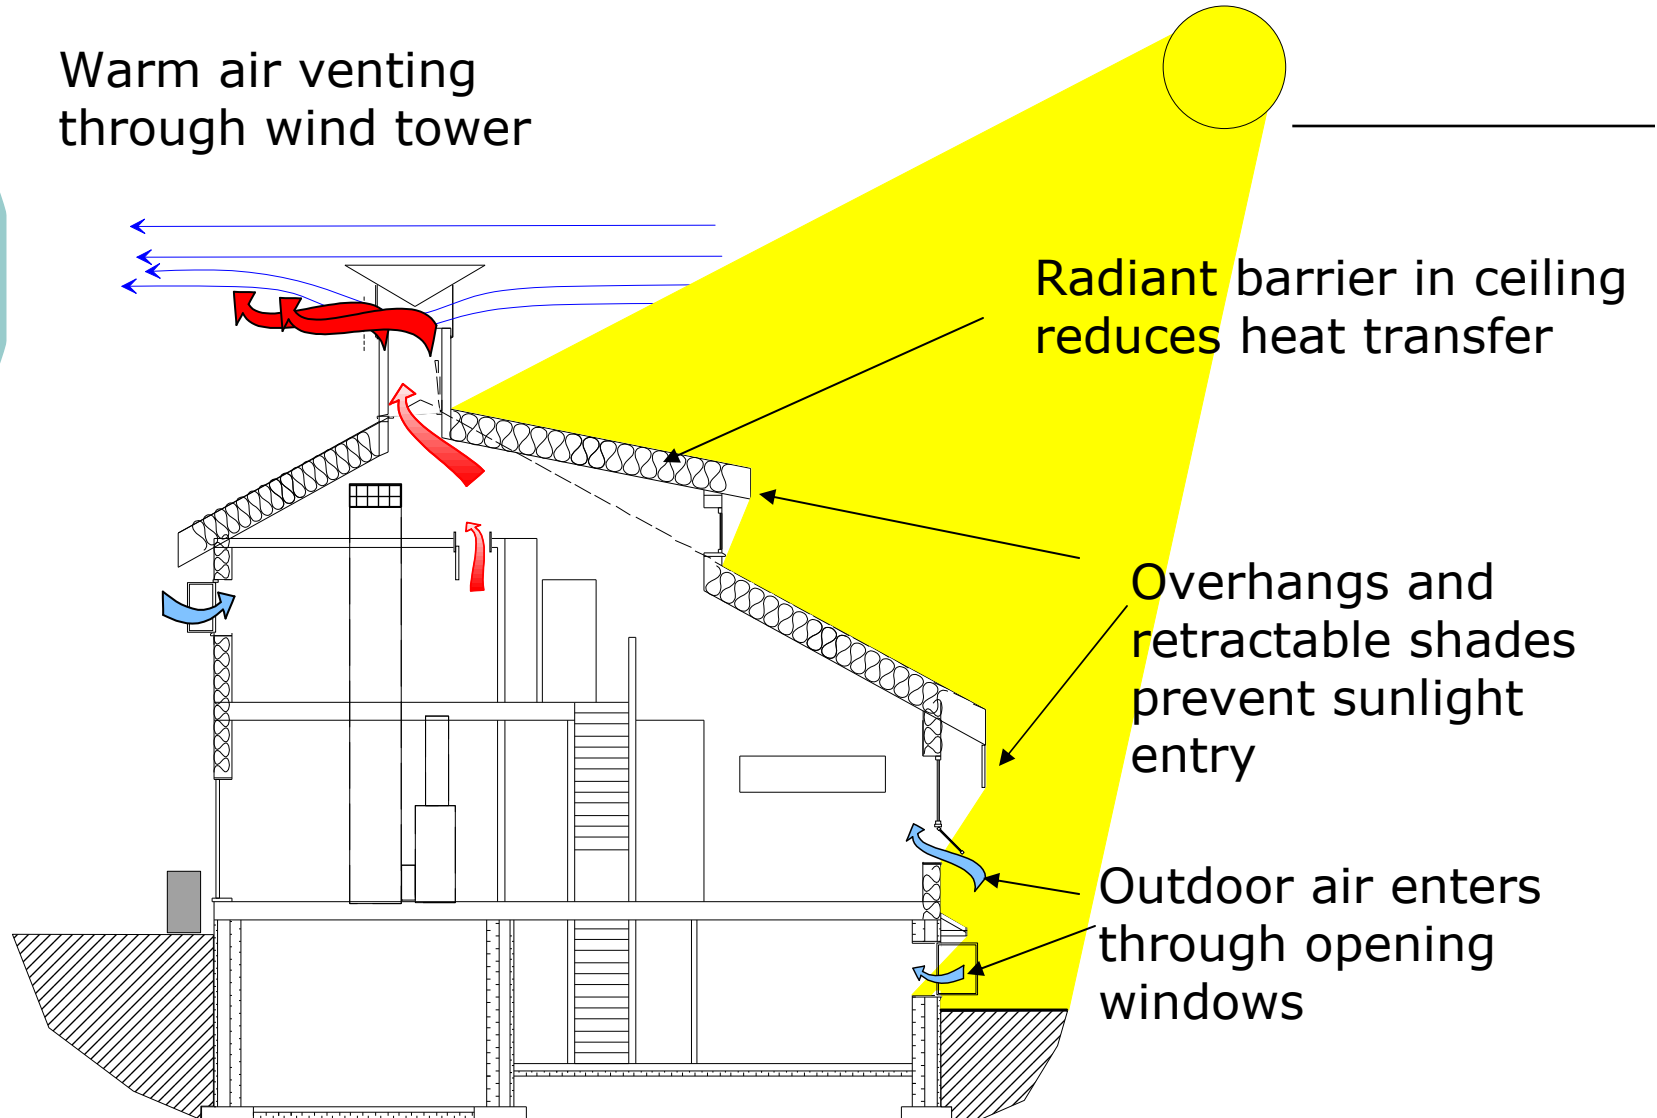 Warm air venting
through wind tower
Radiant barrier in ceiling
reduces heat transfer
Overhangs and
retractable shades
prevent sunlight
entry
Outdoor air enters
through opening
windows